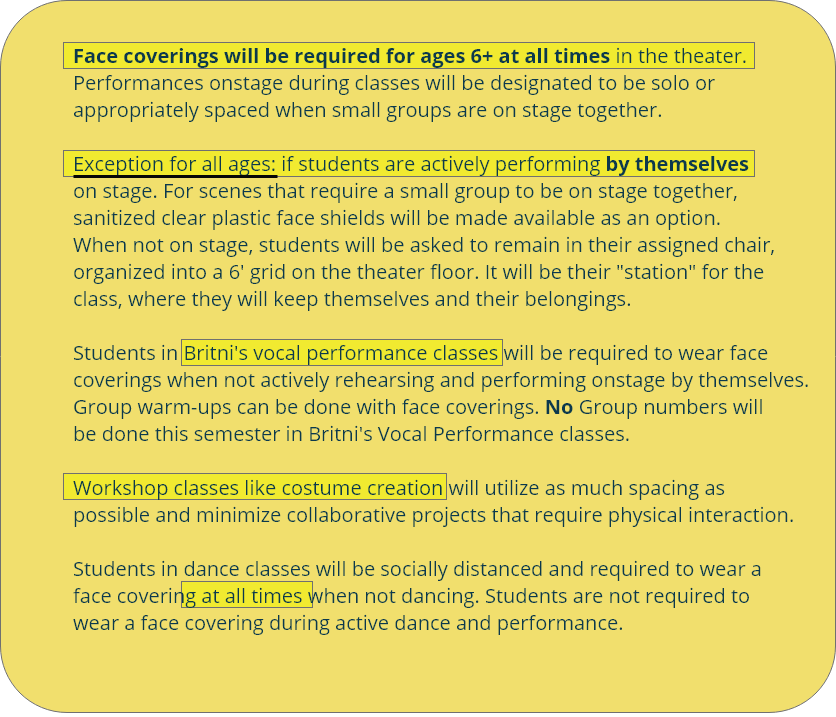 Face coverings will be required for ages 6+ at all times in the theater.
Performances onstage during classes will be designated to be solo or
appropriately spaced when small groups are on stage together.
Exception for all ages: if students are actively performing by themselves
on stage. For scenes that require a small group to be on stage together,
sanitized clear plastic face shields will be made available as an option.
When not on stage, students will be asked to remain in their assigned chair,
organized into a 6' grid on the theater floor. It will be their "station" for the
class, where they will keep themselves and their belongings.
Students in Britni's vocal performance classes will be required to wear face
coverings when not actively rehearsing and performing onstage by themselves.
Group warm-ups can be done with face coverings. No Group numbers will
be done this semester in Britni's Vocal Performance classes.
Workshop classes like costume creation will utilize as much spacing as
possible and minimize collaborative projects that require physical interaction.
Students in dance classes will be socially distanced and required to wear a
face covering at all times when not dancing. Students are not required to
wear a face covering during active dance and performance.